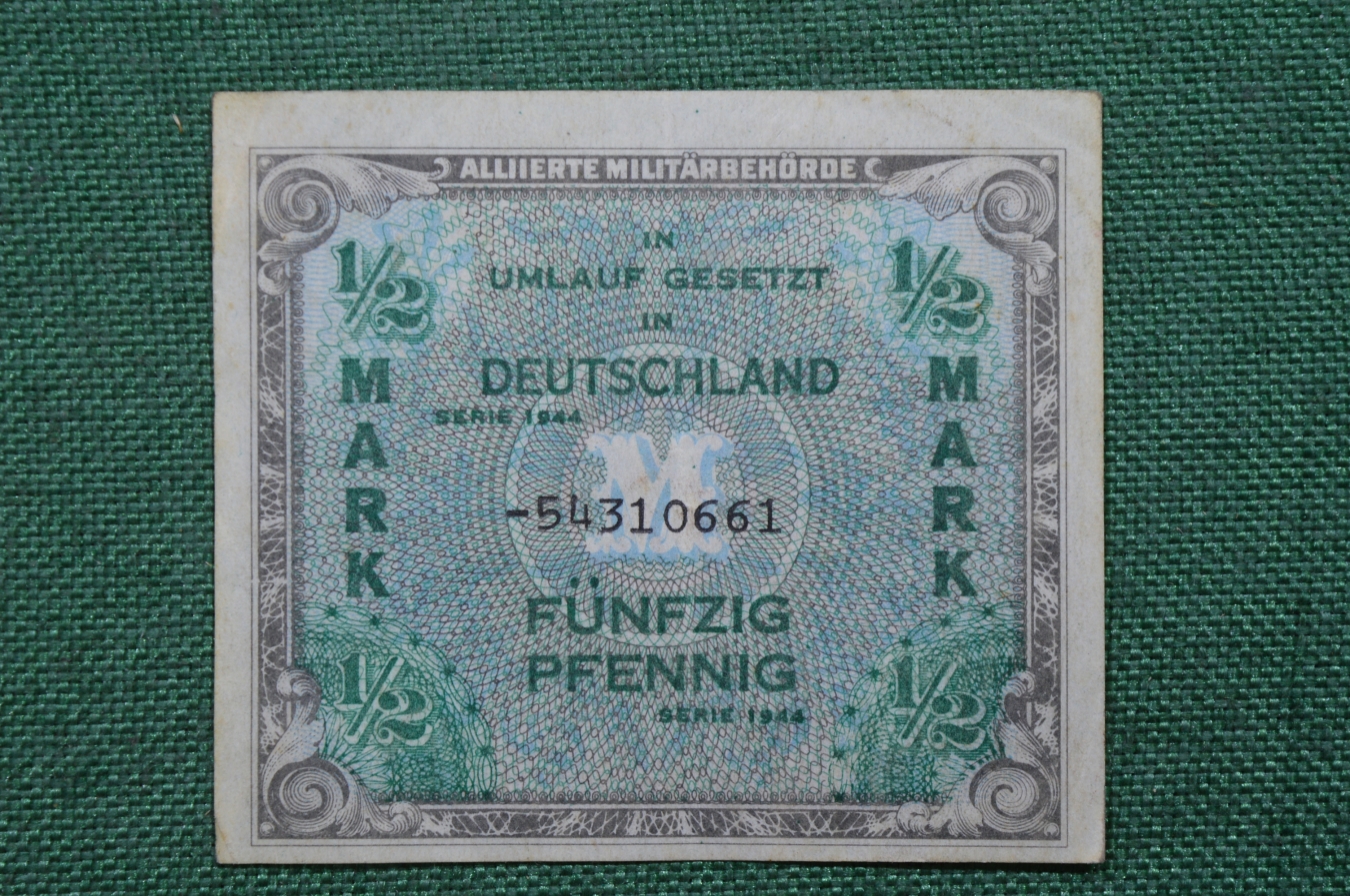 ALLIIERTE MILITÄRBEHÖRDE
1/2 1/2
IN
UMLAUF GESETZT
IN
DEUTSCHLAND
SERIE 1944
MARK MARK
M
-54310661
FÜNFZIG
PFENNIG
SERIE 1944
1/2 1/2